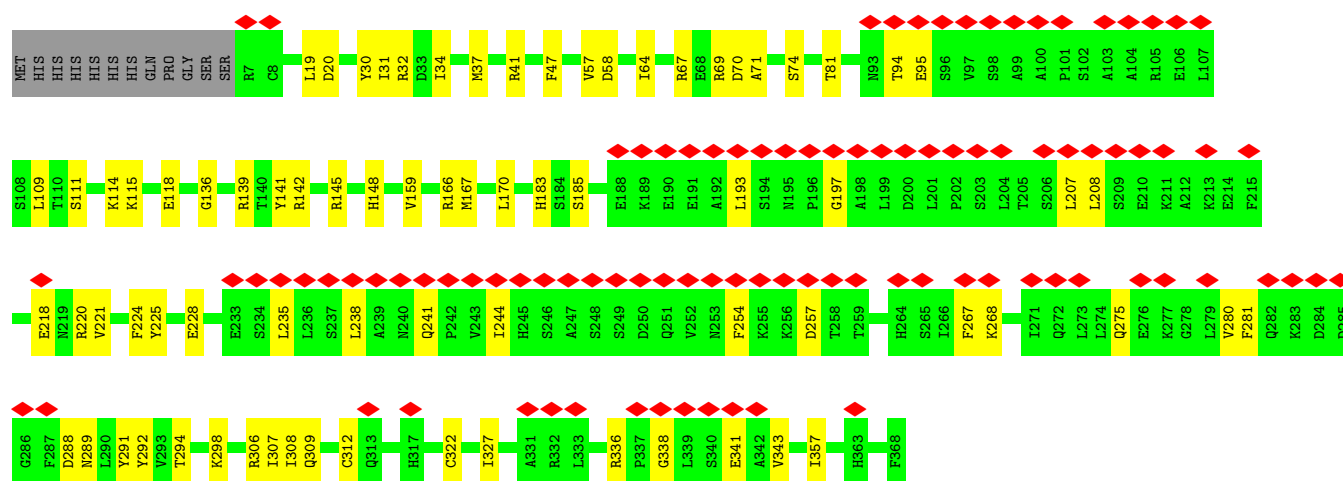 MET HIS HIS HIS HIS HIS HIS GLN PRO GLY SER SER R7 C8 L19 D20 Y30 I31 R32 D33 I34 M37 R41 F47 V57 D58 I64 R67 E68 R69 D70 A71 S74 T81 N93 T94 E95 S96 V97 S98 A99 A100 P101 S102 A103 A104 R105 E106 L107
S108 L109 T110 S111 K114 K115 E118 G136 R139 T140 Y141 R142 R145 H148 V159 R166 M167 L170 H183 S184 S185 E188 K189 E190 E191 A192 L193 S194 N195 P196 G197 A198 L199 D200 L201 P202 S203 L204 T205 S206 L207 L208 S209 E210 K211 A212 K213 E214 F215
E218 N219 R220 V221 F224 Y225 E228 E233 S234 L235 L236 S237 L238 A239 N240 Q241 P242 V243 I244 H245 S246 A247 S248 S249 D250 Q251 V252 N253 F254 K255 K256 D257 T258 T259 H264 S265 I266 F267 K268 I271 Q272 L273 L274 Q275 E276 K277 G278 L279 V280 F281 Q282 K283 D284
G286 F287 D288 N289 L290 Y291 Y292 V293 T294 K298 R306 I307 I308 Q309 C312 Q313 H317 C322 I327 A331 R332 L333 R336 P337 G338 L339 S340 E341 A342 V343 I357 H363 F368